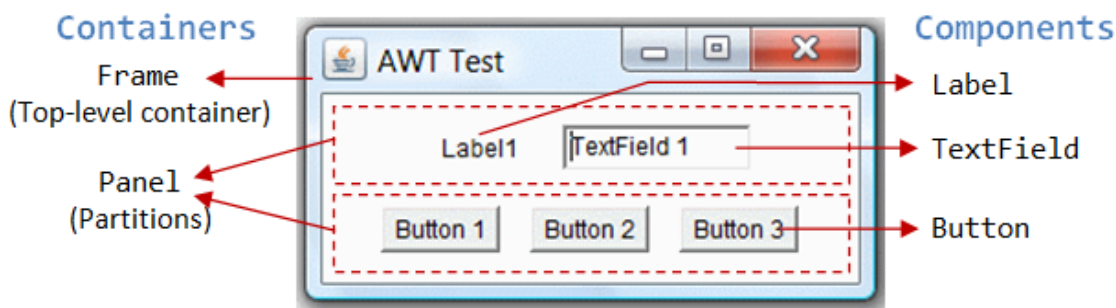 Containers
Components
Frame
(Top-level container)
AWT Test
Label
Label1
TextField 1
TextField
Panel
(Partitions)
Button 1
Button 2
Button 3
Button